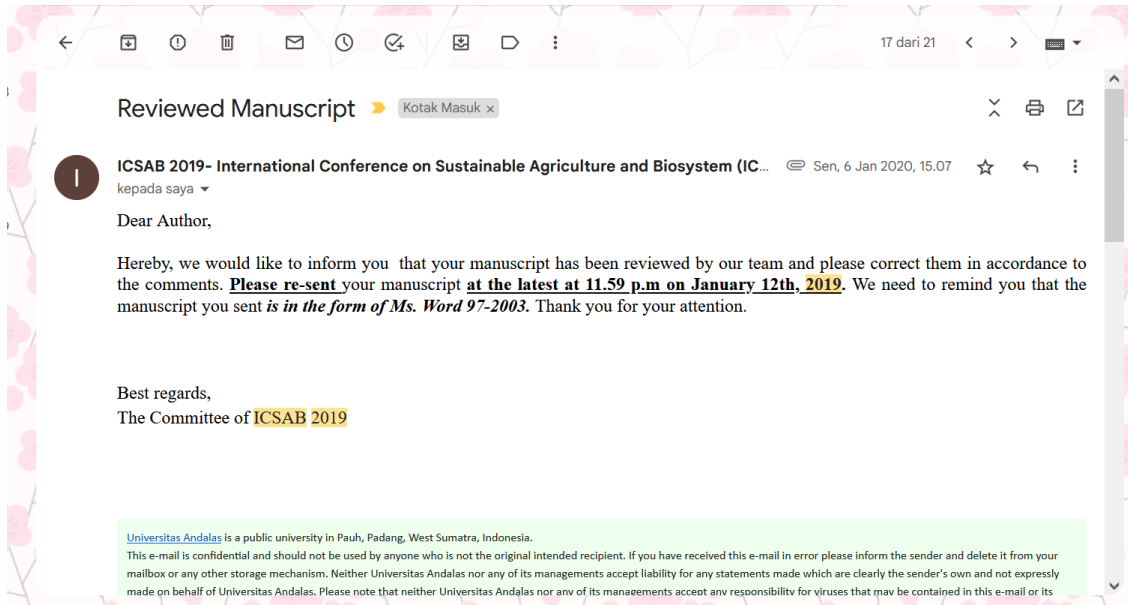 17 dari 21
Reviewed Manuscript Kotak Masuk ×
I
ICSAB 2019- International Conference on Sustainable Agriculture and Biosystem (IC... Sen, 6 Jan 2020, 15.07
kepada saya
Dear Author,
Hereby, we would like to inform you that your manuscript has been reviewed by our team and please correct them in accordance to
the comments. Please re-sent your manuscript at the latest at 11.59 p.m on January 12th, 2019. We need to remind you that the
manuscript you sent is in the form of Ms. Word 97-2003. Thank you for your attention.
Best regards,
The Committee of ICSAB 2019
Universitas Andalas is a public university in Pauh, Padang, West Sumatra, Indonesia.
This e-mail is confidential and should not be used by anyone who is not the original intended recipient. If you have received this e-mail in error please inform the sender and delete it from your
mailbox or any other storage mechanism. Neither Universitas Andalas nor any of its managements accept liability for any statements made which are clearly the sender's own and not expressly
made on behalf of Universitas Andalas. Please note that neither Universitas Andalas nor any of its managements accept any responsibility for viruses that may be contained in this e-mail or its